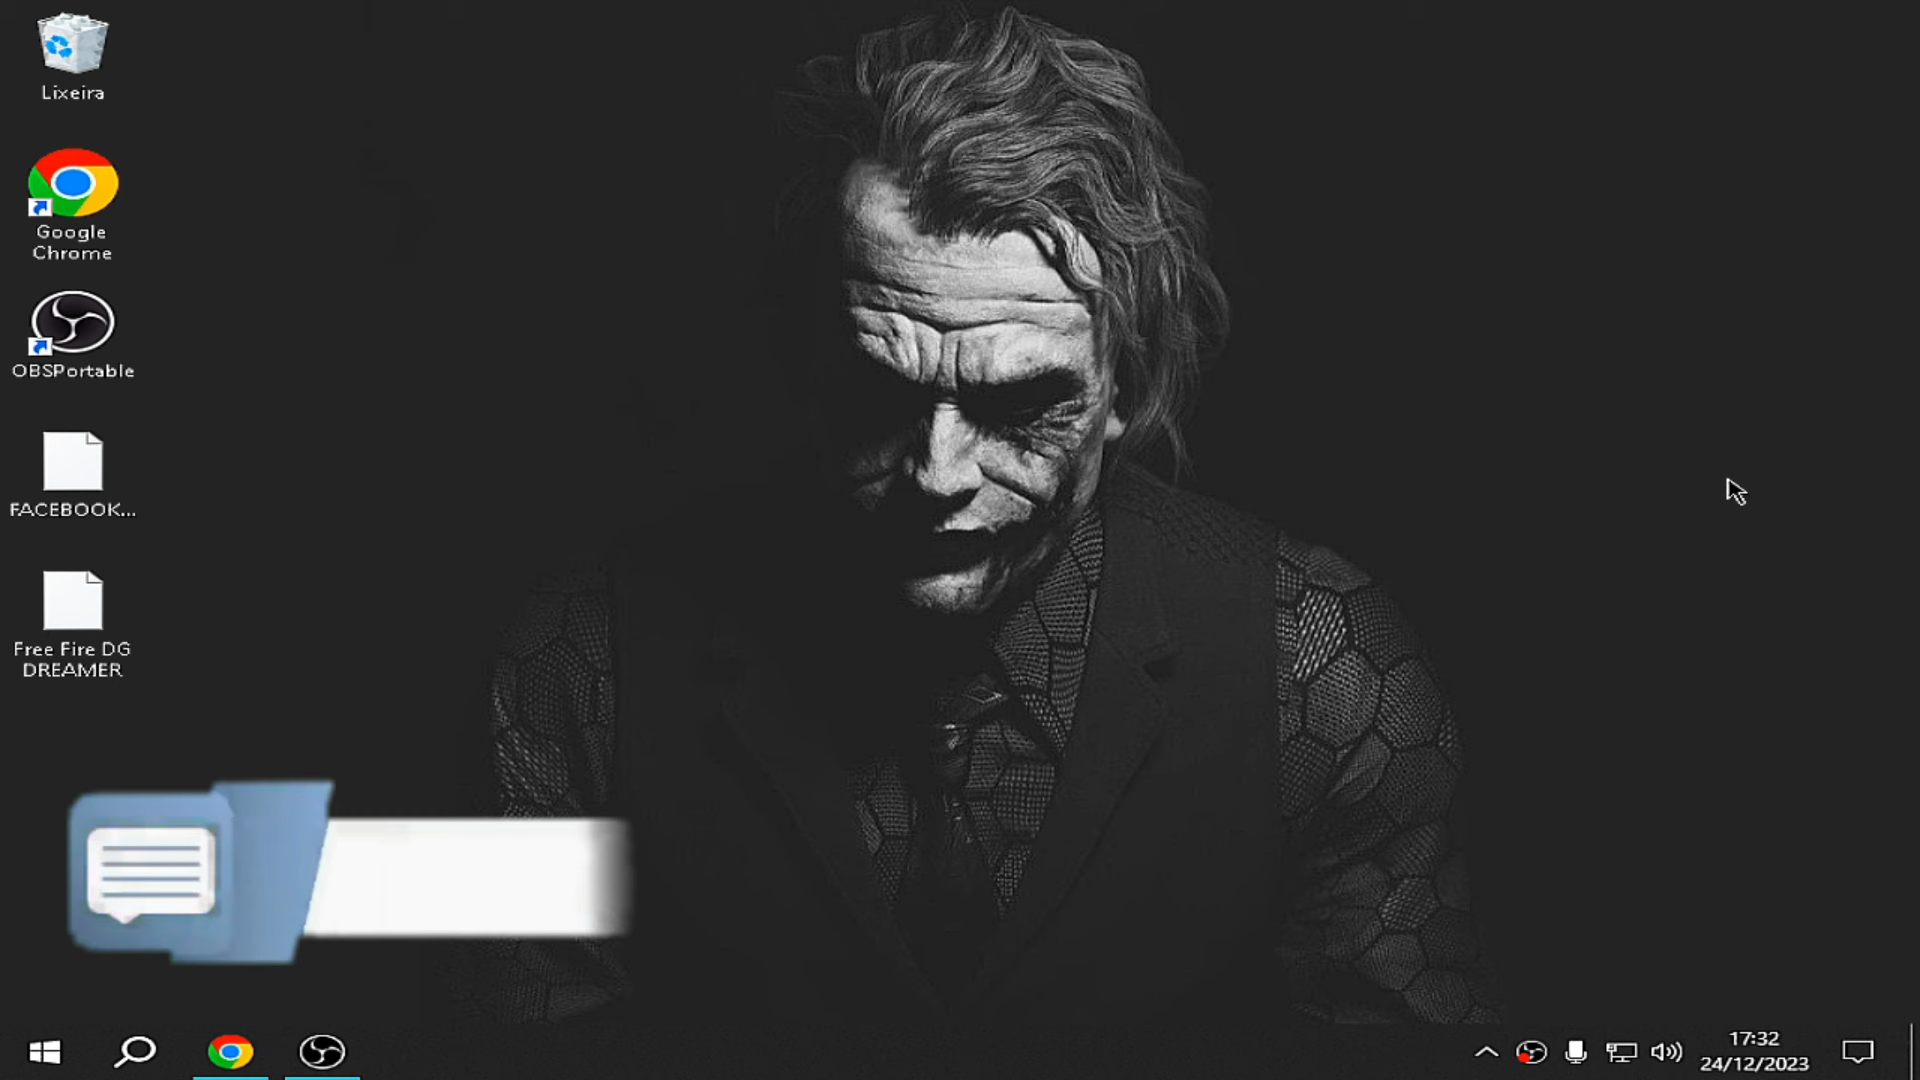 Lixeira
Google
Chrome
OBSPortable
FACEBOOK...
Free Fire DG
DREAMER
17:32
24/12/2023